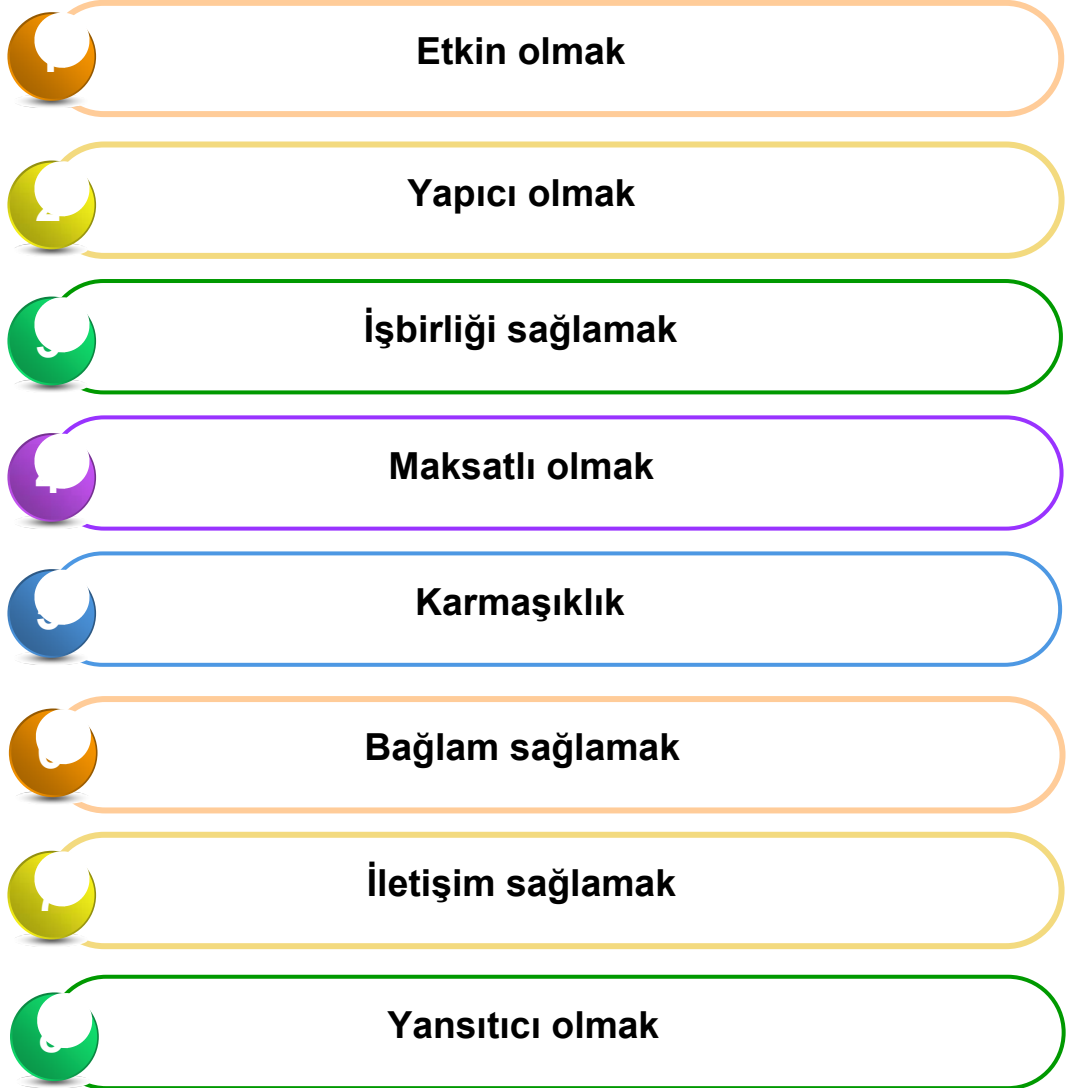 Etkin olmak
Yapıcı olmak
İşbirliği sağlamak
Maksatlı olmak
Karmaşıklık
Bağlam sağlamak
İletişim sağlamak
Yansıtıcı olmak